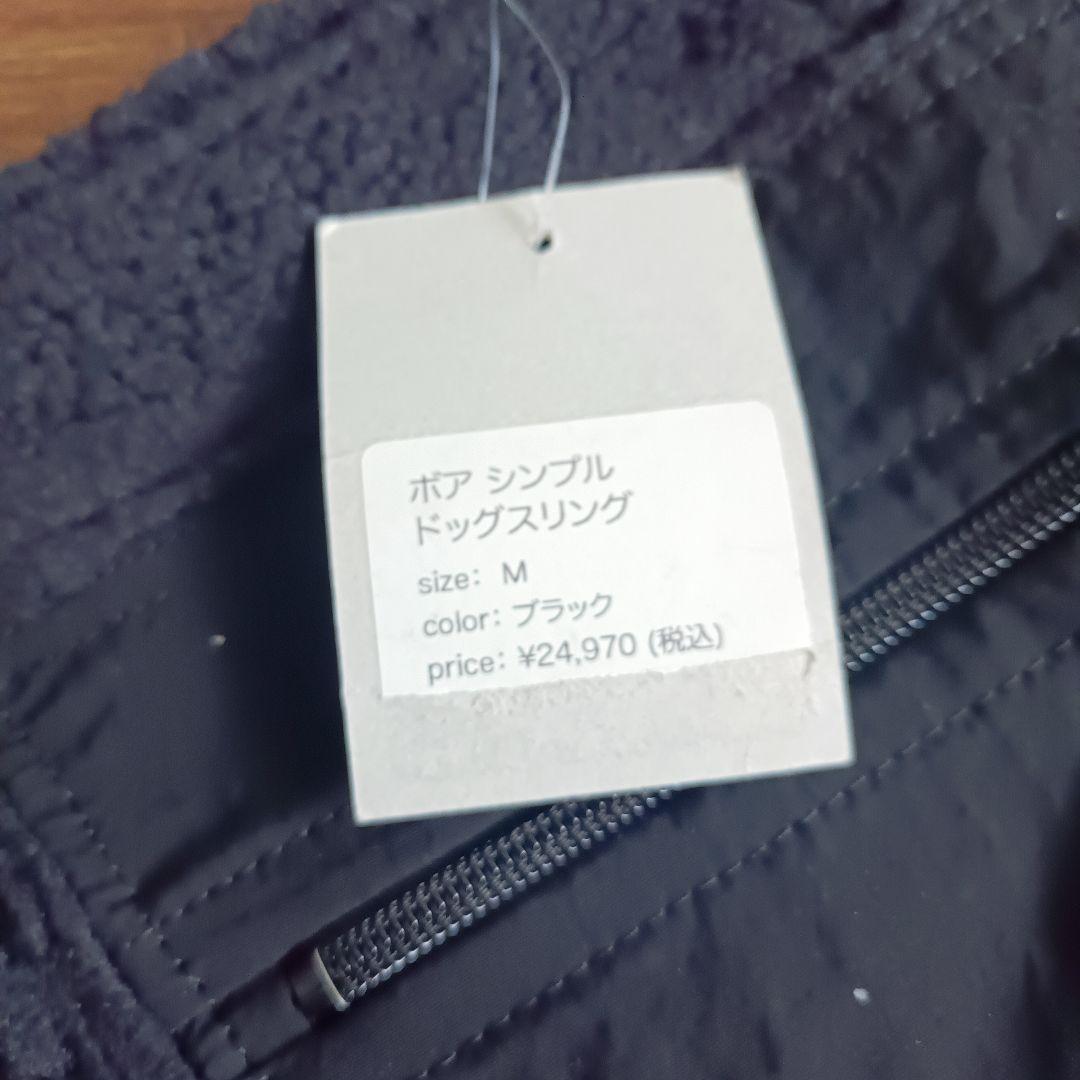 ボア シンプル
ドッグスリング
size: M
color: ブラック
price: ¥24,970 (税込)